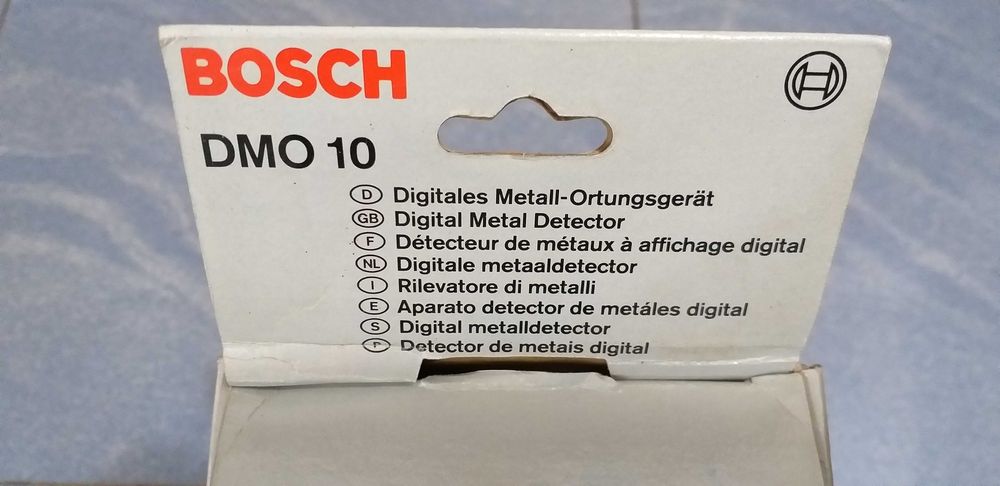 BOSCH
DMO 10
D Digitales Metall-Ortungsgerät
GB Digital Metal Detector
F Détecteur de métaux à affichage digital
NL Digitale metaaldetector
I Rilevatore di metalli
E Aparato detector de metáles digital
S Digital metalldetector
P Detector de metais digital